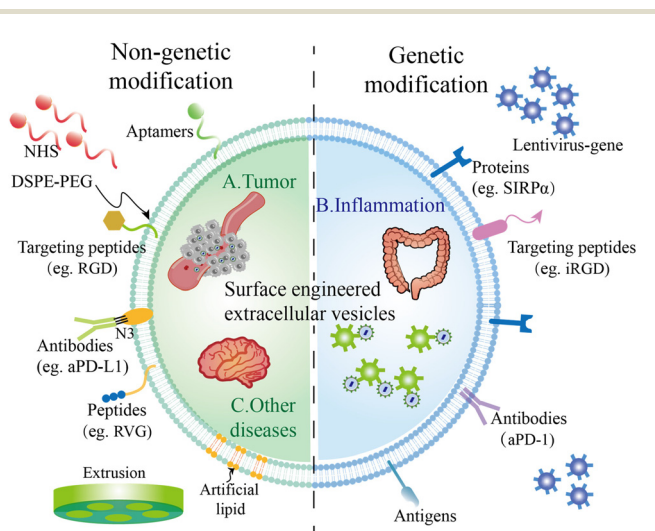 Non-genetic
modification
Genetic
modification
NHS
Aptamers
DSPE-PEG
Targeting peptides
(eg. RGD)
N3
Antibodies
(eg. aPD-L1)
Peptides
(eg. RVG)
Extrusion
Artificial
lipid
A.Tumor
B.Inflammation
Surface engineered
extracellular vesicles
C.Other
diseases
Lentivirus-gene
Proteins
(eg. SIRPα)
Targeting peptides
(eg. iRGD)
Antibodies
(aPD-1)
Antigens